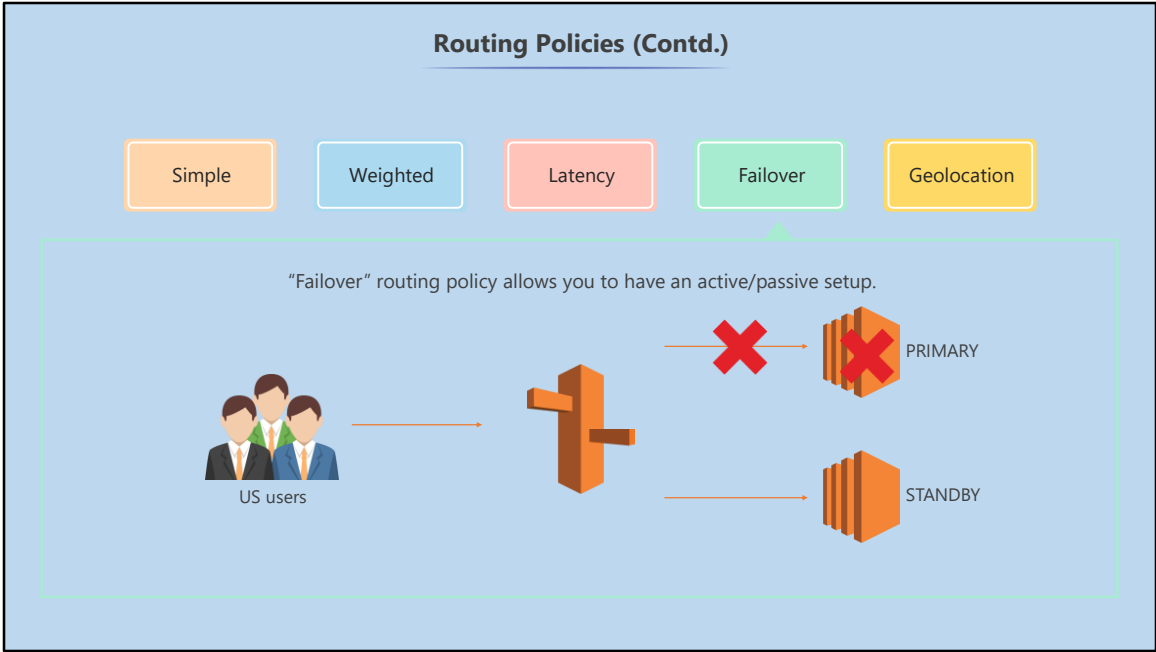 Routing Policies (Contd.)
Simple
Weighted
Latency
Failover
Geolocation
“Failover” routing policy allows you to have an active/passive setup.
PRIMARY
US users
STANDBY